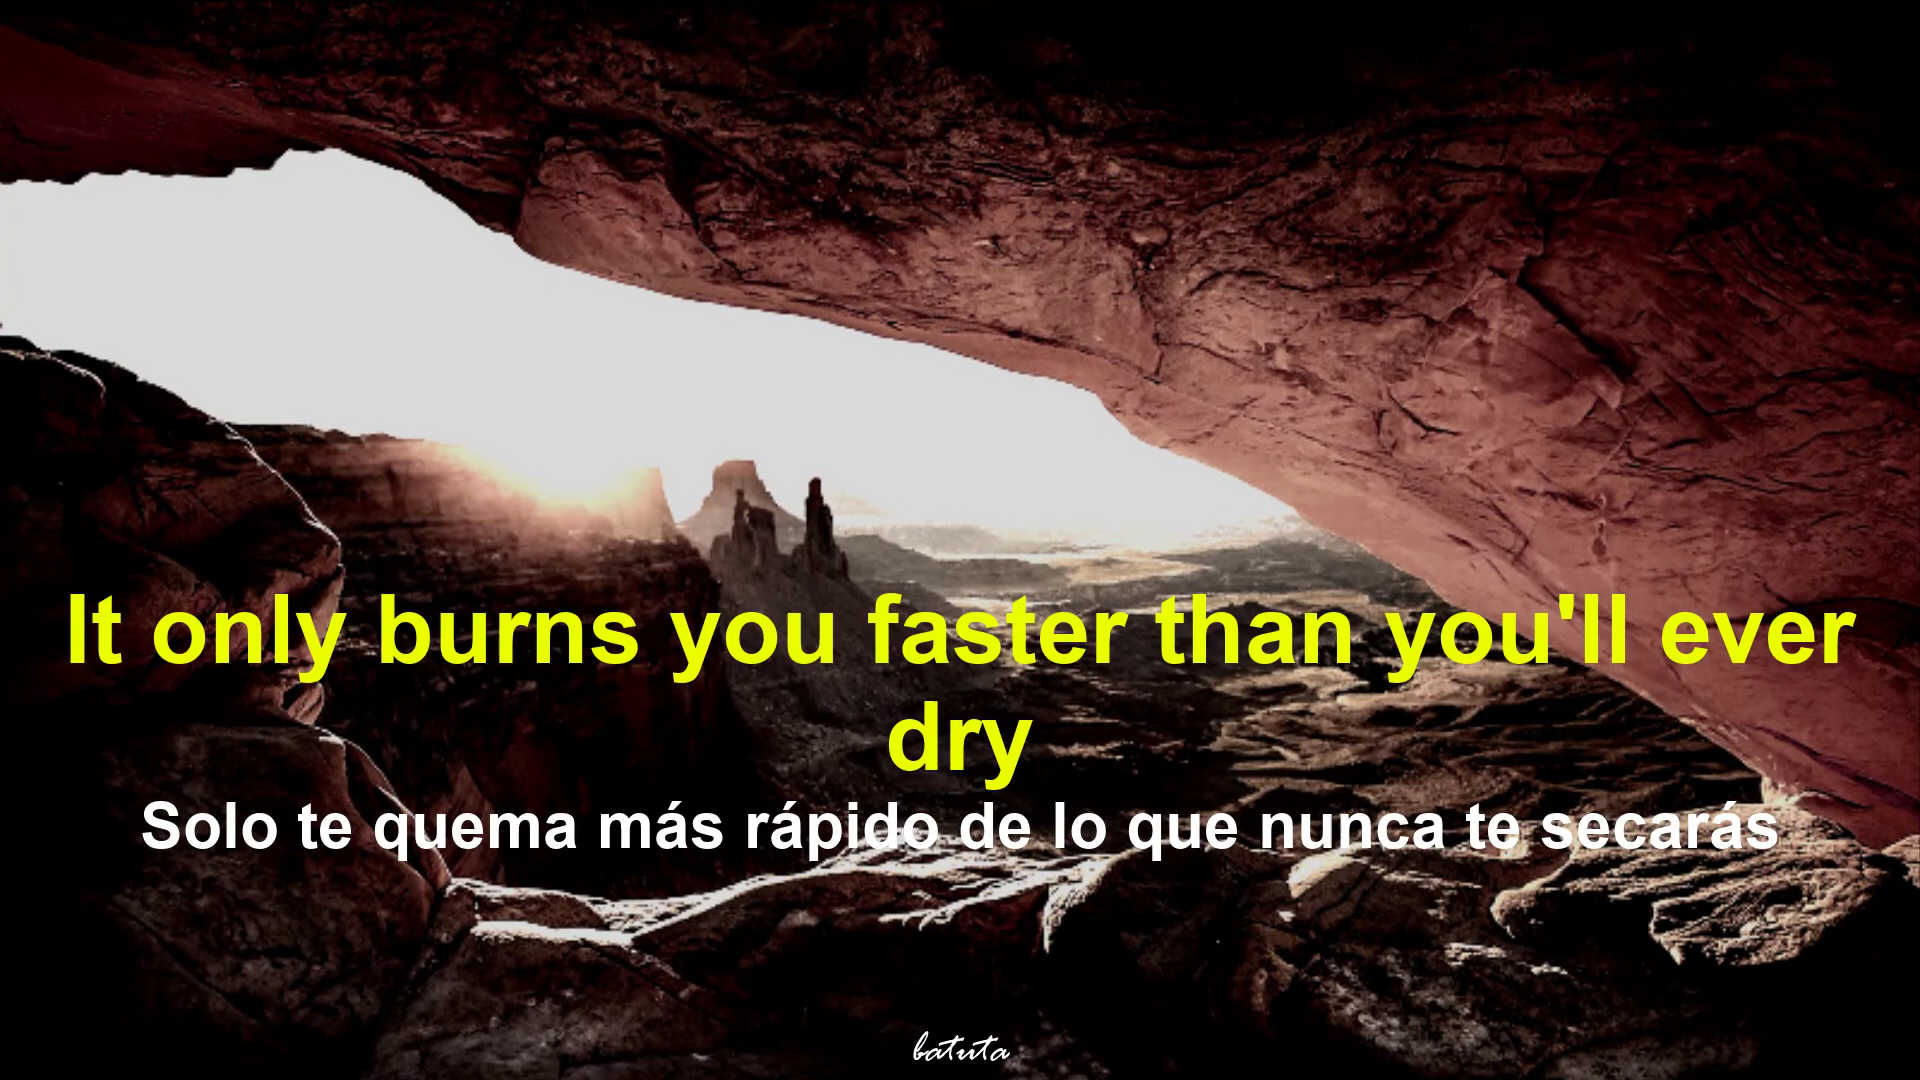 It only burns you faster than you'll ever
dry
Solo te quema más rápido de lo que nunca te secarás
batuta